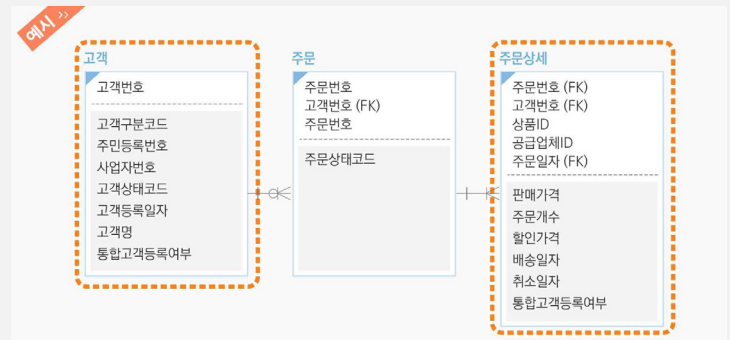 예시 >>
고객
고객번호
고객구분코드
주민등록번호
사업자번호
고객상태코드
고객등록일자
고객명
통합고객등록여부
주문
주문번호
고객번호 (FK)
주문번호
주문상태코드
주문상세
주문번호 (FK)
고객번호 (FK)
상품ID
공급업체ID
주문일자 (FK)
판매가격
주문개수
할인가격
배송일자
취소일자
통합고객등록여부